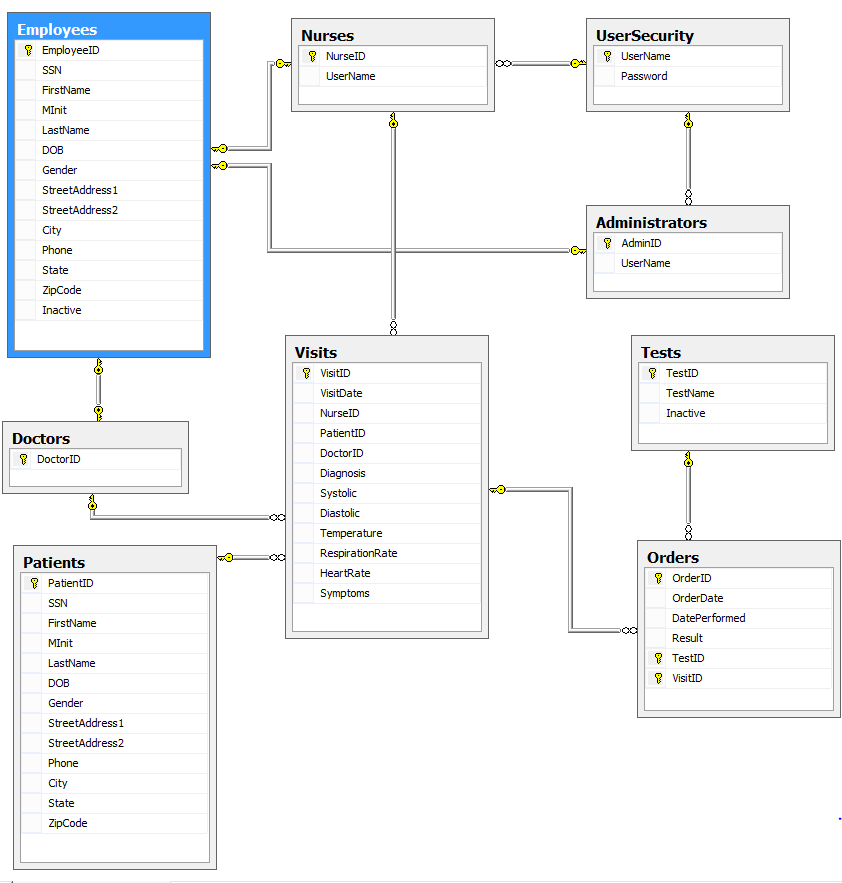 Employees
EmployeeID
SSN
FirstName
MInit
LastName
DOB
Gender
StreetAddress1
StreetAddress2
City
Phone
State
ZipCode
Inactive
Nurses
NurseID
UserName
UserSecurity
UserName
Password
Administrators
AdminID
UserName
Doctors
DoctorID
Visits
VisitID
VisitDate
NurseID
PatientID
DoctorID
Diagnosis
Systolic
Diastolic
Temperature
RespirationRate
HeartRate
Symptoms
Tests
TestID
TestName
Inactive
Patients
PatientID
SSN
FirstName
MInit
LastName
DOB
Gender
StreetAddress1
StreetAddress2
Phone
City
State
ZipCode
Orders
OrderID
OrderDate
DatePerformed
Result
TestID
VisitID